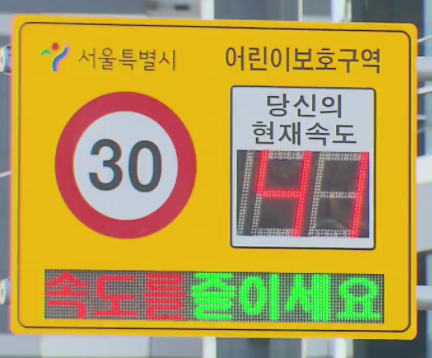 서울특별시
어린이보호구역
30
당신의
현재속도
41
속도를줄이세요